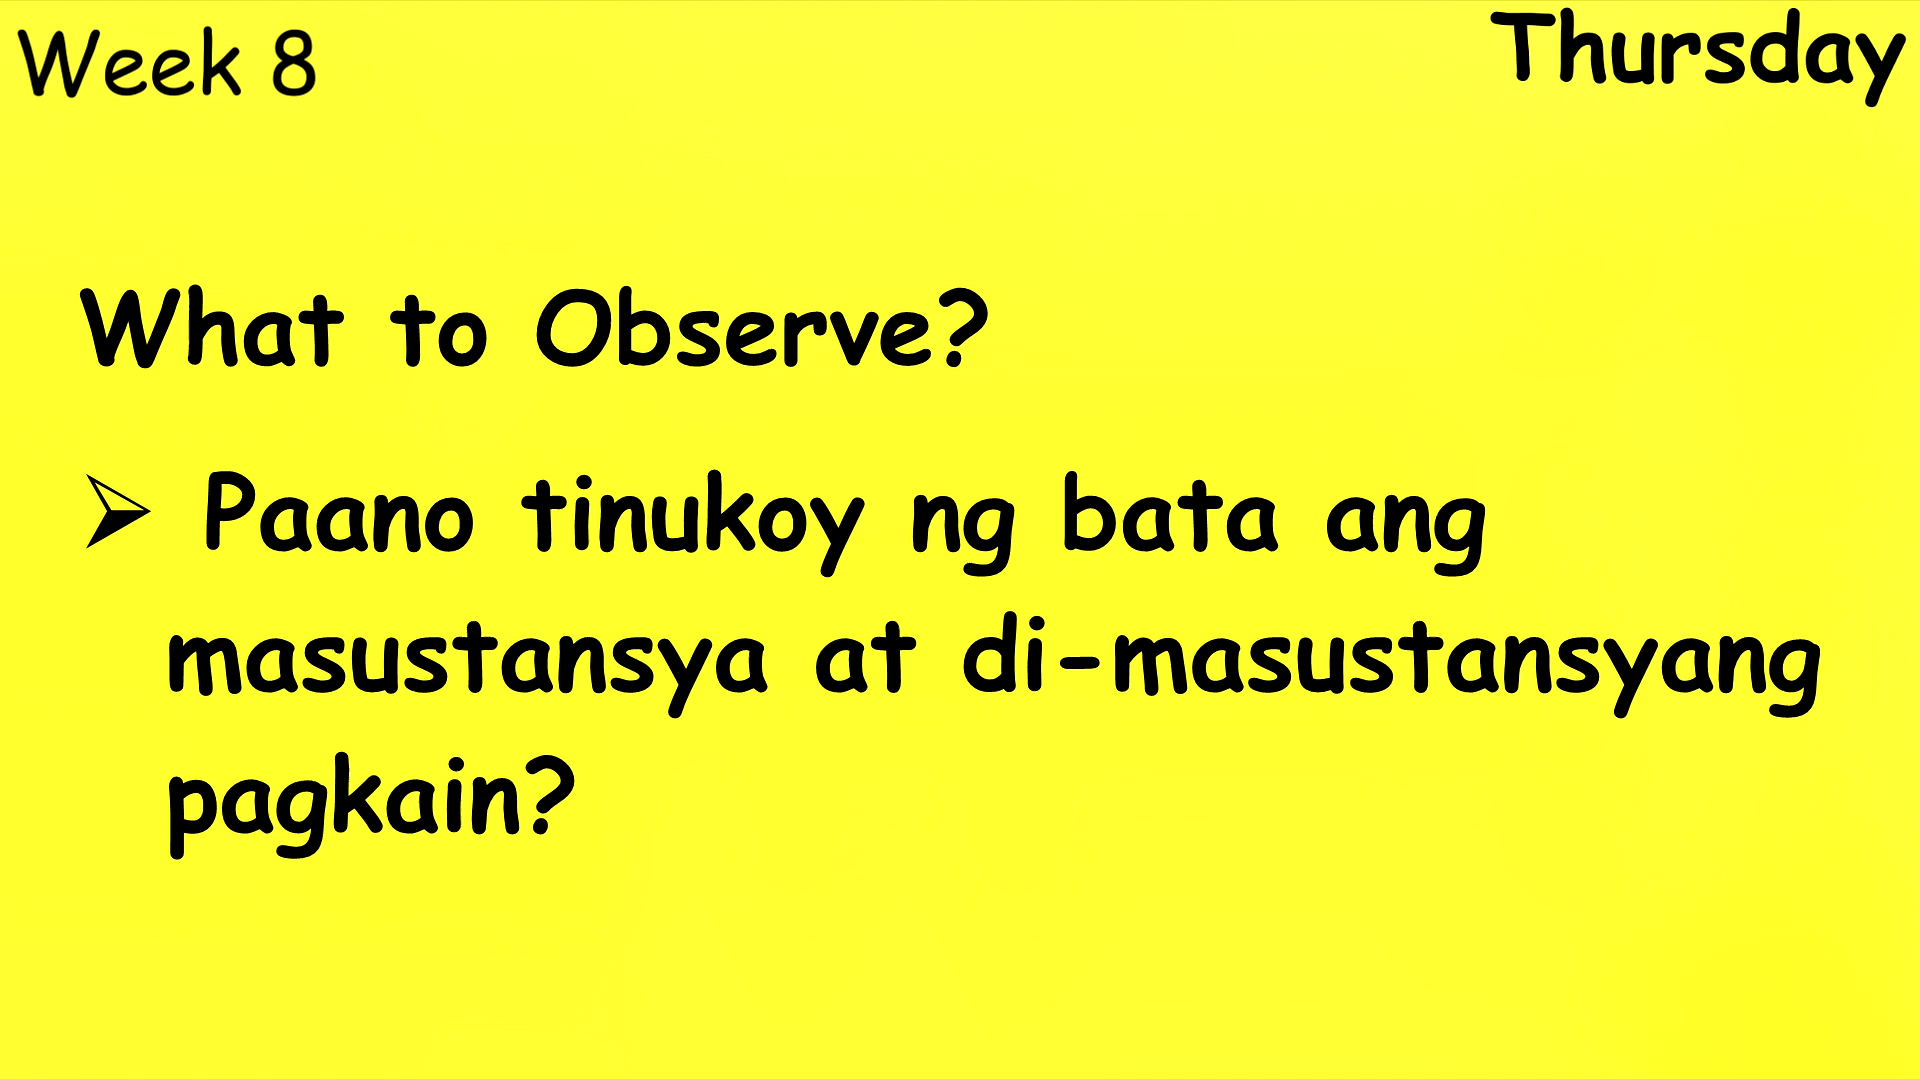 Week 8
Thursday
What to Observe?
➢ Paano tinukoy ng bata ang
masustansya at di-masustansyang
pagkain?